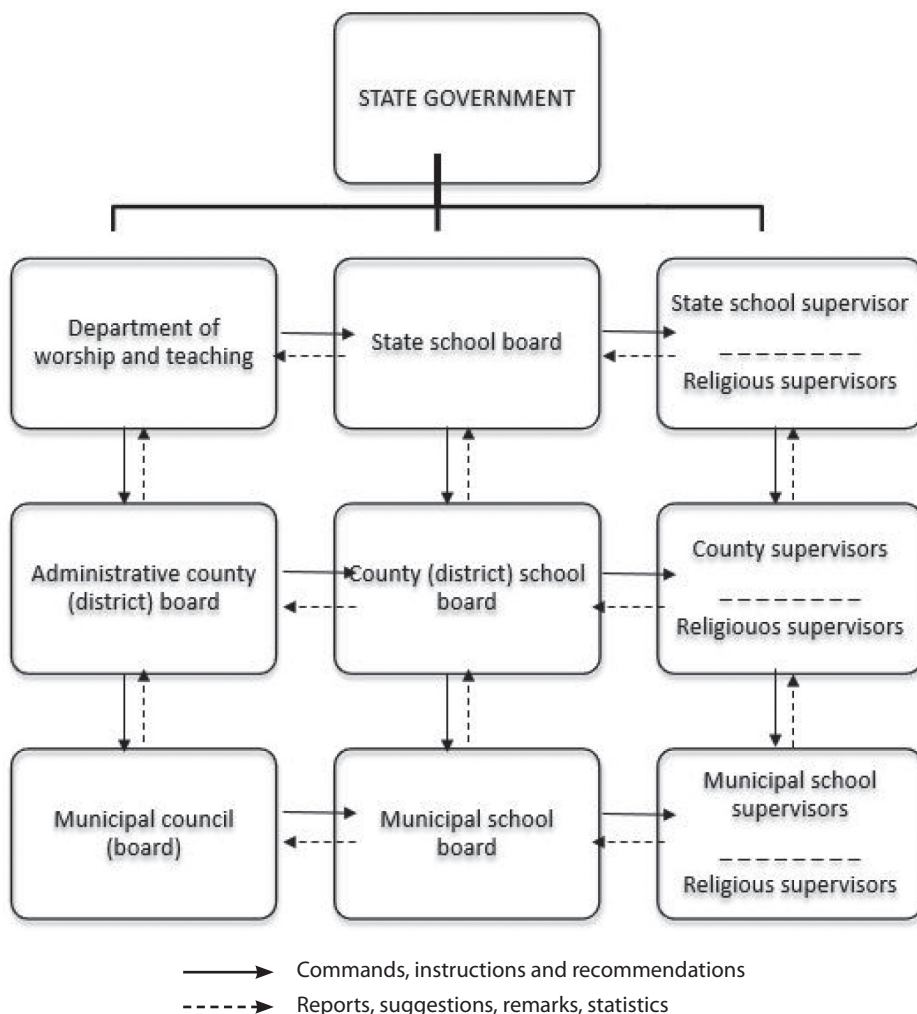 STATE GOVERNMENT
Department of
worship and teaching
State school board
State school supervisor
Religious supervisors
Administrative county
(district) board
County (district) school
board
County supervisors
Religiouos supervisors
Municipal council
(board)
Municipal school
board
Municipal school
supervisors
Religious supervisors
Commands, instructions and recommendations
Reports, suggestions, remarks, statistics